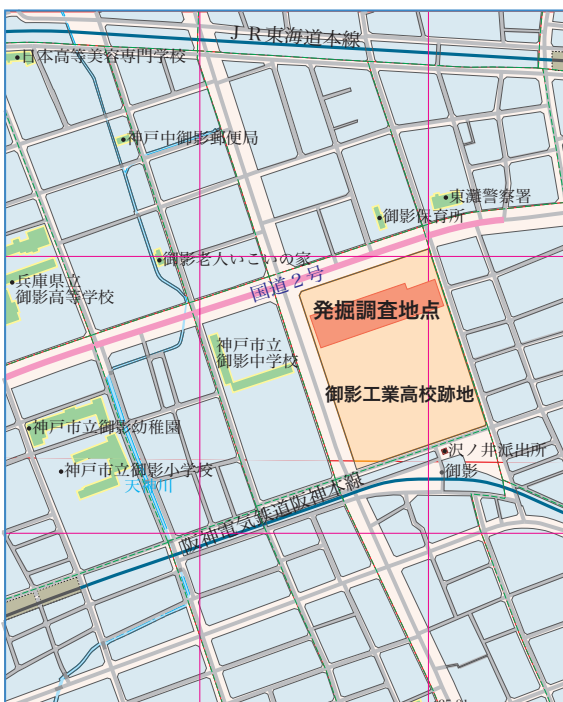 JR東海道本線
日本高等美容専門学校
神戸中御影郵便局
東灘警察署
御影保育所
御影老人いこいの家
国道2号
兵庫県立
御影高等学校
発掘調査地点
神戸市立
御影中学校
御影工業高校跡地
神戸市立御影幼稚園
沢ノ井派出所
神戸市立御影小学校
御影
阪神電気鉄道阪神本線